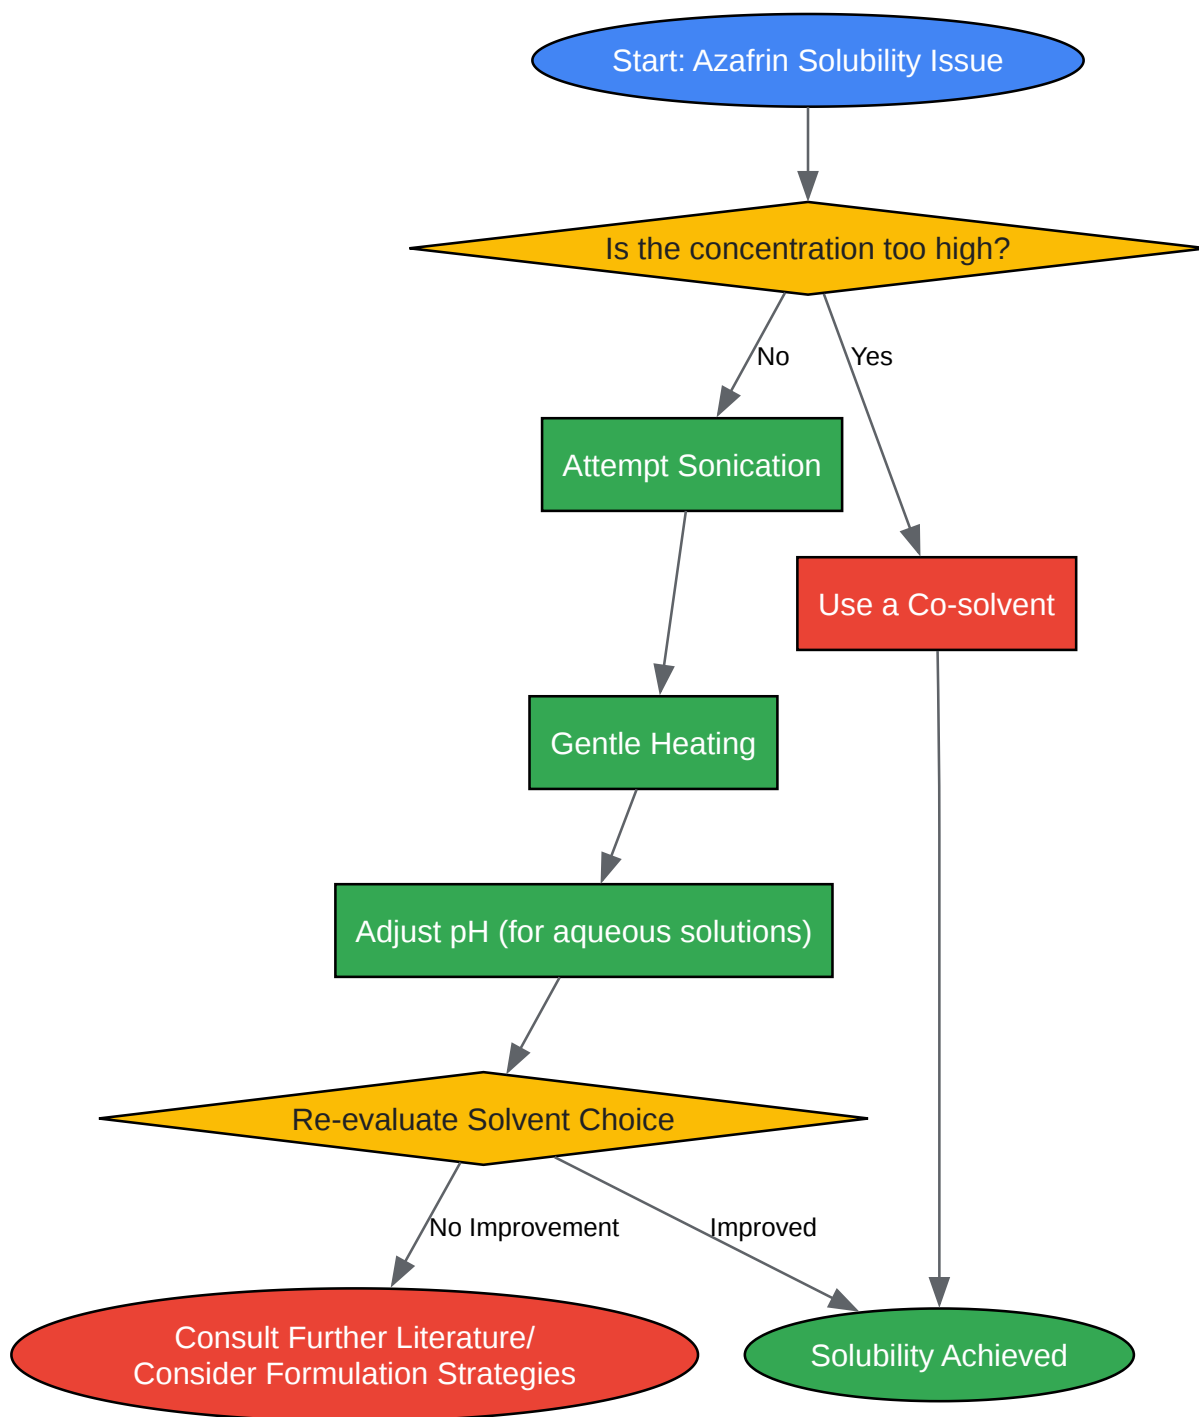 Start: Azafrin Solubility Issue
Is the concentration too high?
No
Yes
Attempt Sonication
Use a Co-solvent
Gentle Heating
Adjust pH (for aqueous solutions)
Re-evaluate Solvent Choice
No Improvement
Improved
Consult Further Literature/
Consider Formulation Strategies
Solubility Achieved